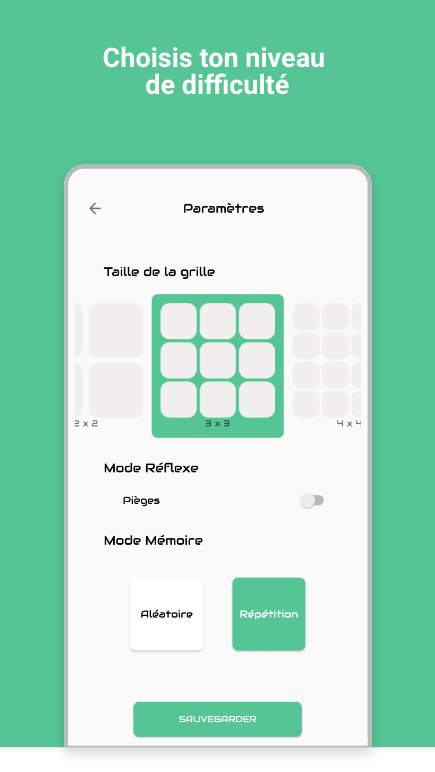 Choisis ton niveau
de difficulté
Paramètres
Taille de la grille
2 x 2
3 x 3
4 x 4
Mode Réflexe
Pièges
Mode Mémoire
Aléatoire
Répétition
SAUVEGARDER